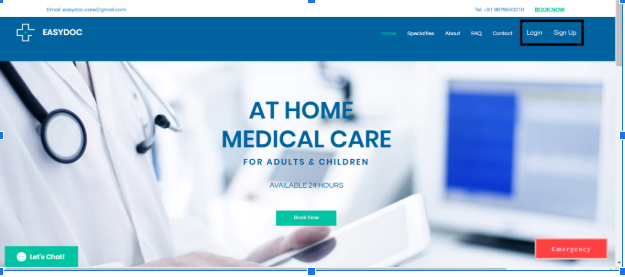 Email: easydoc.care@gmail.com
Tel: +91 9876543210 BOOK NOW
EASYDOC
Home Specialties About FAQ Contact Login Sign Up
AT HOME
MEDICAL CARE
FOR ADULTS & CHILDREN
AVAILABLE 24 HOURS
Book Now
Let's Chat!
Emergency